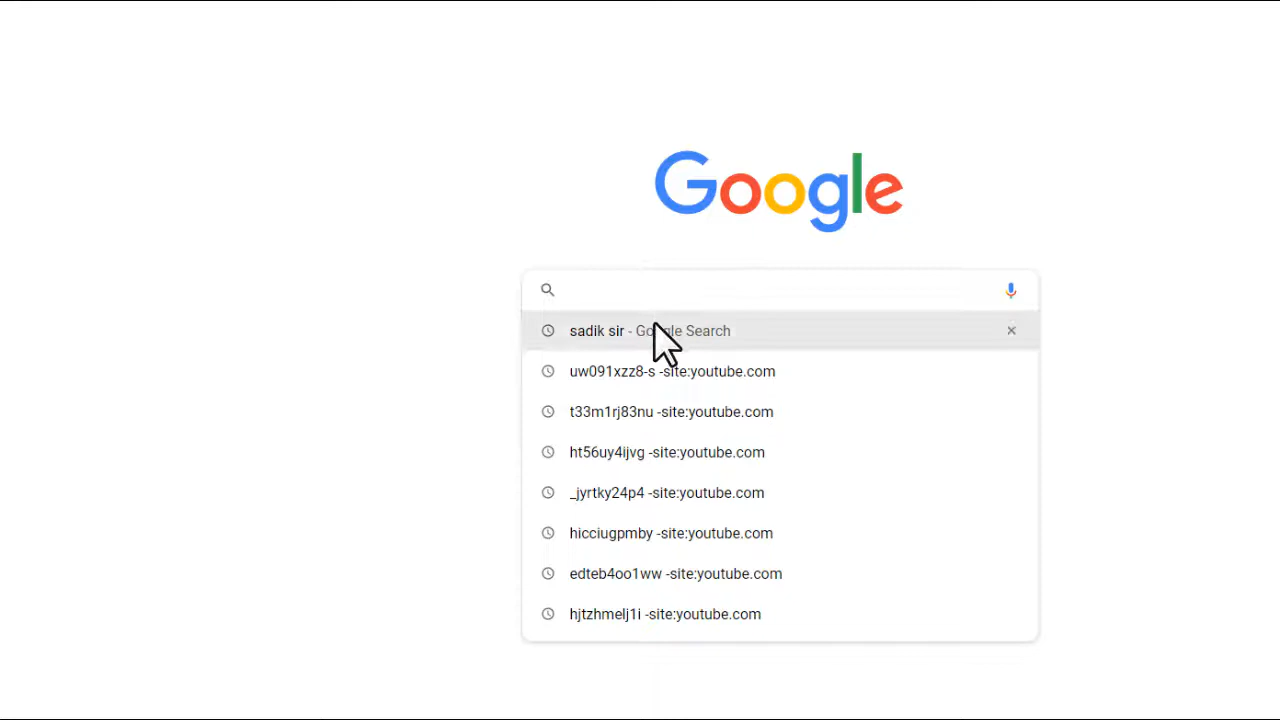 Google
sadik sir - Google Search
uw091xzz8-s -site:youtube.com
t33m1rj83nu -site:youtube.com
ht56uy4ijvg -site:youtube.com
_jyrtky24p4 -site:youtube.com
hicciugpmby -site:youtube.com
edteb4oo1ww -site:youtube.com
hjtzhmelj1i -site:youtube.com